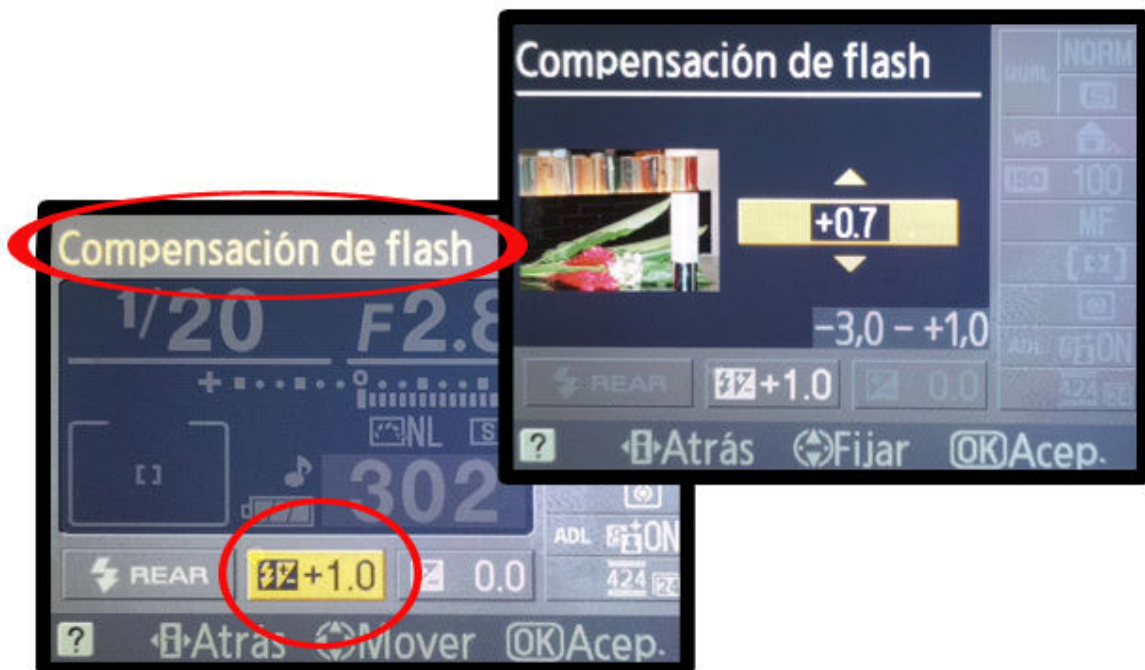 Compensación de flash
1/20 F2.8
NL S
302
ADL ON
REAR +1.0 0.0
424
? Atrás Mover OK Acep.
Compensación de flash
QUAL NORM
S
WB
+0.7
ISO 100
MF
-3,0 - +1,0
ADL ON
REAR +1.0 0.0
424
? Atrás Fijar OK Acep.